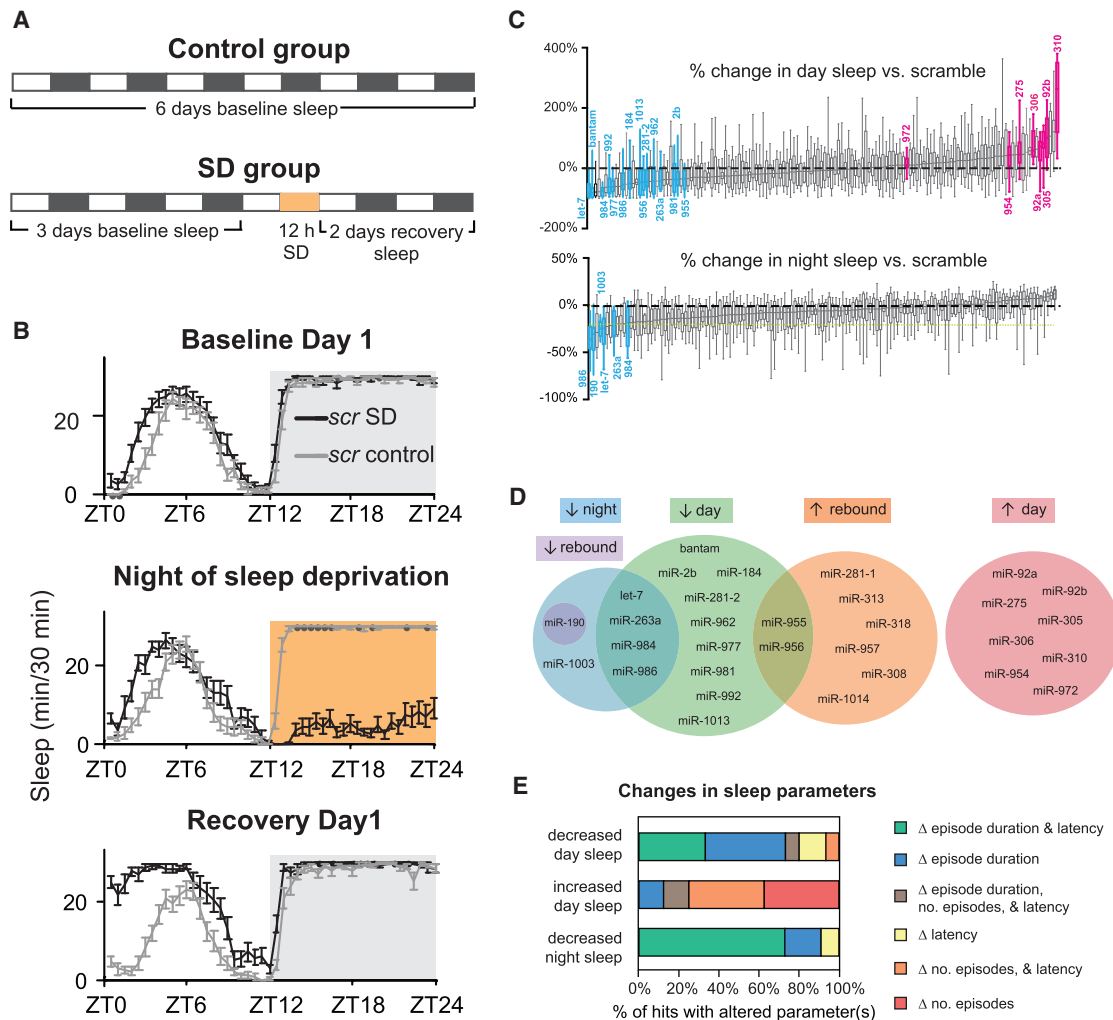 A
Control group
6 days baseline sleep
SD group
3 days baseline sleep
12 h
SD
2 days recovery
sleep
B
Baseline Day 1
20
0
scr SD
scr control
ZT0 ZT6 ZT12 ZT18 ZT24
Night of sleep deprivation
20
0
ZT0 ZT6 ZT12 ZT18 ZT24
Recovery Day1
20
0
ZT0 ZT6 ZT12 ZT18 ZT24
Sleep (min/30 min)
C
% change in day sleep vs. scramble
400%
200%
0%
-200%
let-7
bantam
984
992
977
986
184
956
1013
281-2
962
263a
981
2b
955
972
954
275
306
92a
305
92b
310
% change in night sleep vs. scramble
50%
0%
-50%
-100%
986
190
let-7
1003
263a
984
D
↓ night
↓ day
↑ rebound
↑ day
↓ rebound
miR-190
miR-1003
let-7
miR-263a
miR-984
miR-986
bantam
miR-2b
miR-184
miR-281-2
miR-962
miR-977
miR-981
miR-992
miR-1013
miR-955
miR-956
miR-281-1
miR-313
miR-318
miR-957
miR-308
miR-1014
miR-92a
miR-92b
miR-275
miR-305
miR-306
miR-310
miR-954
miR-972
E
Changes in sleep parameters
decreased
day sleep
increased
day sleep
decreased
night sleep
0% 20% 40% 60% 80% 100%
% of hits with altered parameter(s)
Δ episode duration & latency
Δ episode duration
Δ episode duration,
no. episodes, & latency
Δ latency
Δ no. episodes, & latency
Δ no. episodes